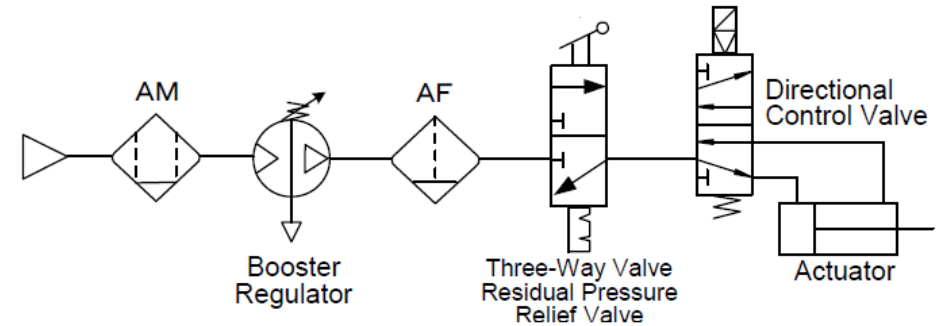 AM
AF
Directional
Control Valve
Booster
Regulator
Three-Way Valve
Residual Pressure
Relief Valve
Actuator